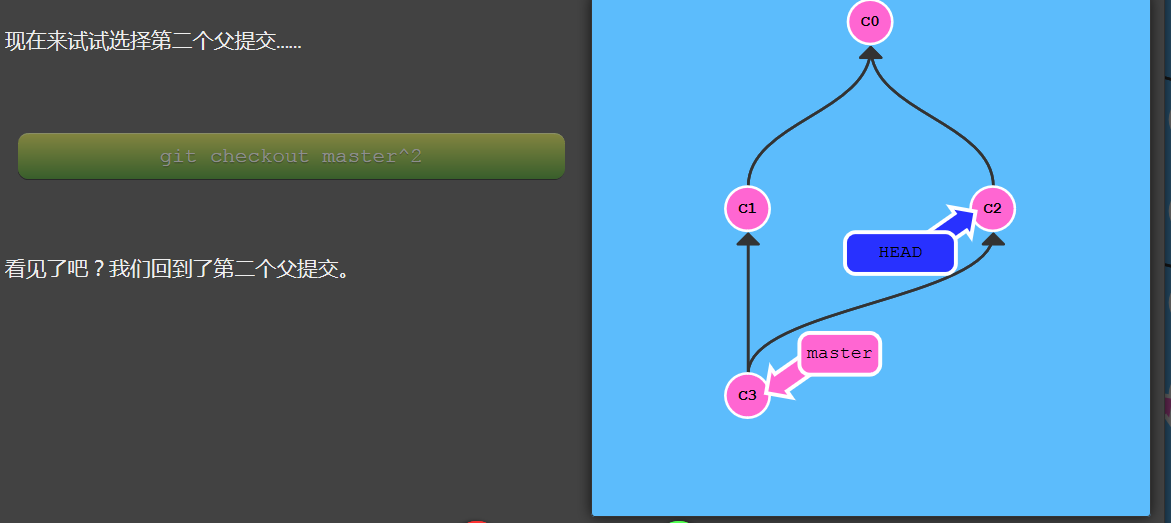 现在来试试选择第二个父提交……
git checkout master^2
看见了吧？我们回到了第二个父提交。
C0
C1
C2
HEAD
master
C3